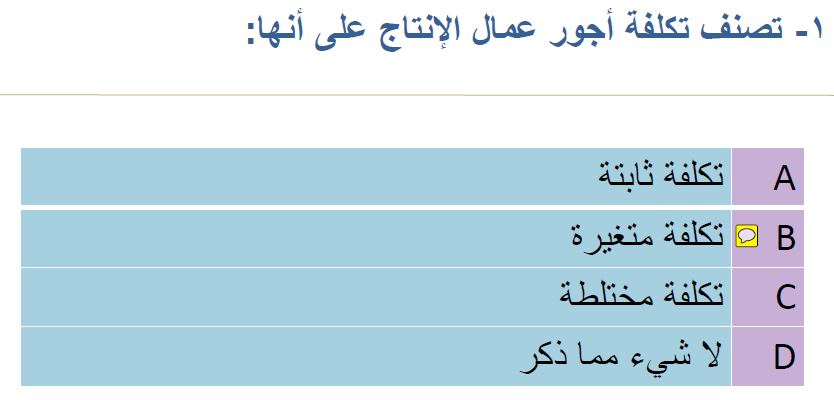 ١- تصنف تكلفة أجور عمال الإنتاج على أنها:
A تكلفة ثابتة
B تكلفة متغيرة
C تكلفة مختلطة
D لا شيء مما ذكر